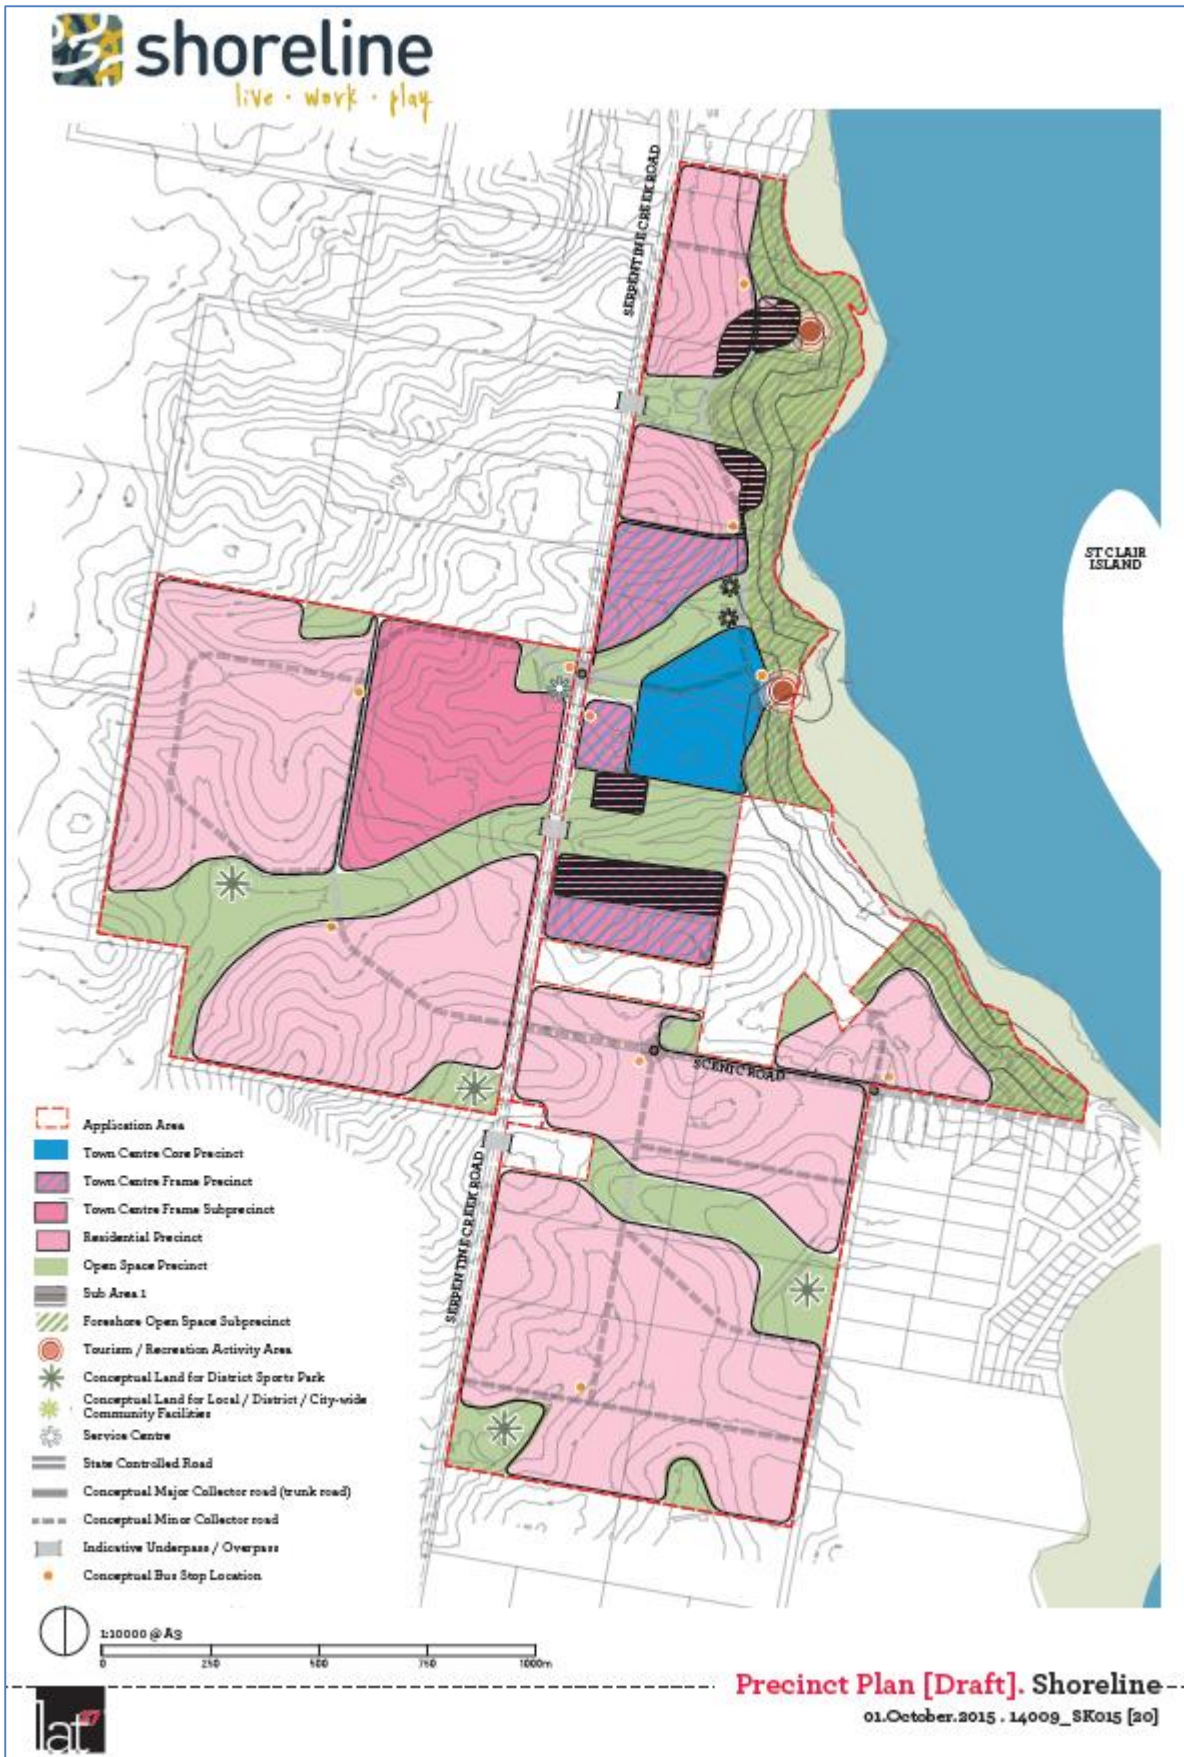 shoreline
live · work · play
SERPENTINE CREEK ROAD
ST CLAIR
ISLAND
SCENIC ROAD
SERPENTINE CREEK ROAD
Application Area
Town Centre Core Precinct
Town Centre Frame Precinct
Town Centre Frame Subprecinct
Residential Precinct
Open Space Precinct
Sub Area 1
Foreshore Open Space Subprecinct
Tourism / Recreation Activity Area
Conceptual Land for District Sports Park
Conceptual Land for Local / District / City-wide
Community Facilities
Service Centre
State Controlled Road
Conceptual Major Collector road (trunk road)
Conceptual Minor Collector road
Indicative Underpass / Overpass
Conceptual Bus Stop Location
1:10000 @ A3
0 250 500 750 1000m
Precinct Plan [Draft]. Shoreline
01.October.2015 . 14009_SK015 [20]
lat27